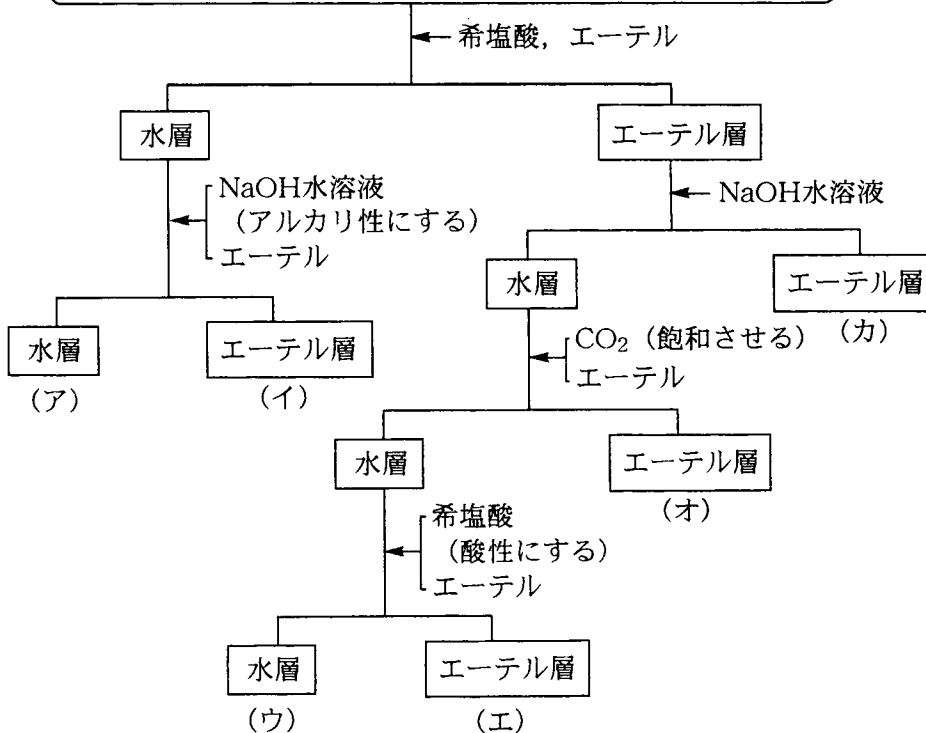 希塩酸，エーテル
水層
エーテル層
NaOH水溶液
（アルカリ性にする）
エーテル
NaOH水溶液
水層
エーテル層
（カ）
水層
（ア）
エーテル層
（イ）
CO₂（飽和させる）
エーテル
水層
エーテル層
（オ）
希塩酸
（酸性にする）
エーテル
水層
（ウ）
エーテル層
（エ）